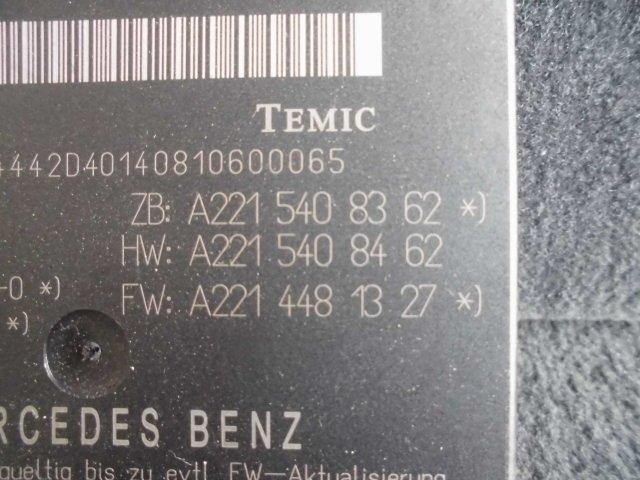 TEMIC
4442D40140810600065
ZB: A221 540 83 62 *)
HW: A221 540 84 62
-0 *)
FW: A221 448 13 27 *)
*)
RCEDES BENZ
gueltig bis zu evtl. FW-Aktualisierung